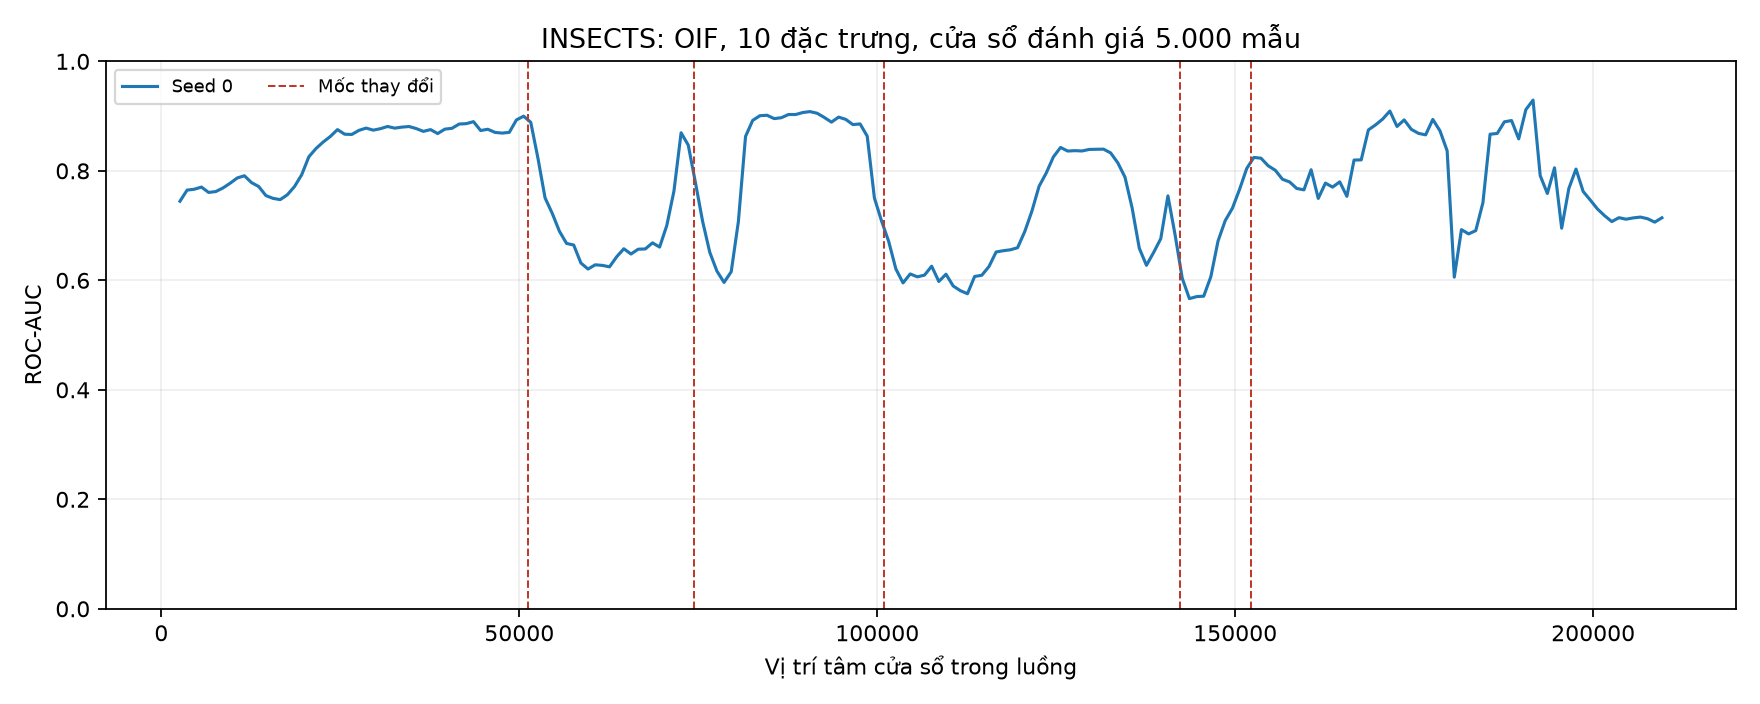 INSECTS: OIF, 10 đặc trưng, cửa sổ đánh giá 5.000 mẫu
Seed 0
Mốc thay đổi
1.0
0.8
0.6
0.4
0.2
0.0
ROC-AUC
0
50000
100000
150000
200000
Vị trí tâm cửa sổ trong luồng